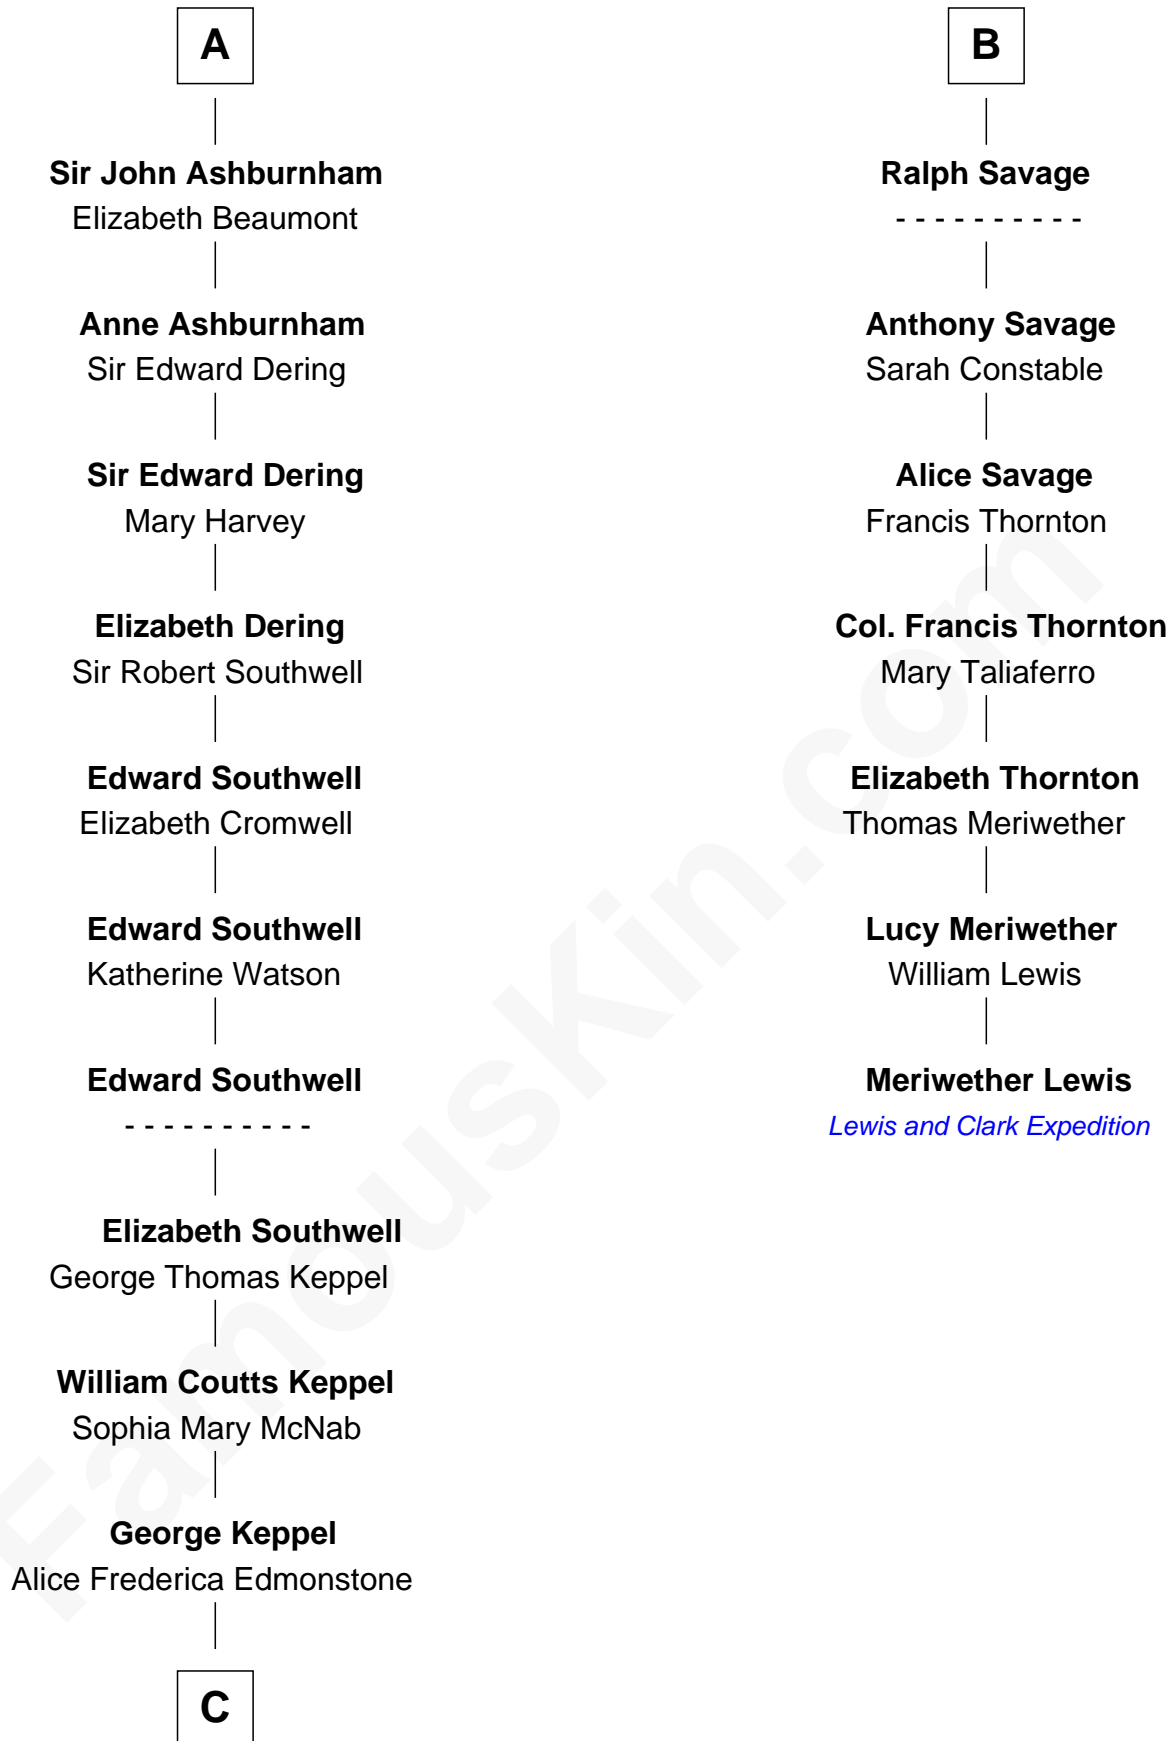 A
Sir John Ashburnham
Elizabeth Beaumont
Anne Ashburnham
Sir Edward Dering
Sir Edward Dering
Mary Harvey
Elizabeth Dering
Sir Robert Southwell
Edward Southwell
Elizabeth Cromwell
Edward Southwell
Katherine Watson
Edward Southwell
- - - - - - - - - -
Elizabeth Southwell
George Thomas Keppel
William Coutts Keppel
Sophia Mary McNab
George Keppel
Alice Frederica Edmonstone
C
B
Ralph Savage
- - - - - - - - - -
Anthony Savage
Sarah Constable
Alice Savage
Francis Thornton
Col. Francis Thornton
Mary Taliaferro
Elizabeth Thornton
Thomas Meriwether
Lucy Meriwether
William Lewis
Meriwether Lewis
Lewis and Clark Expedition
FamousKin.com